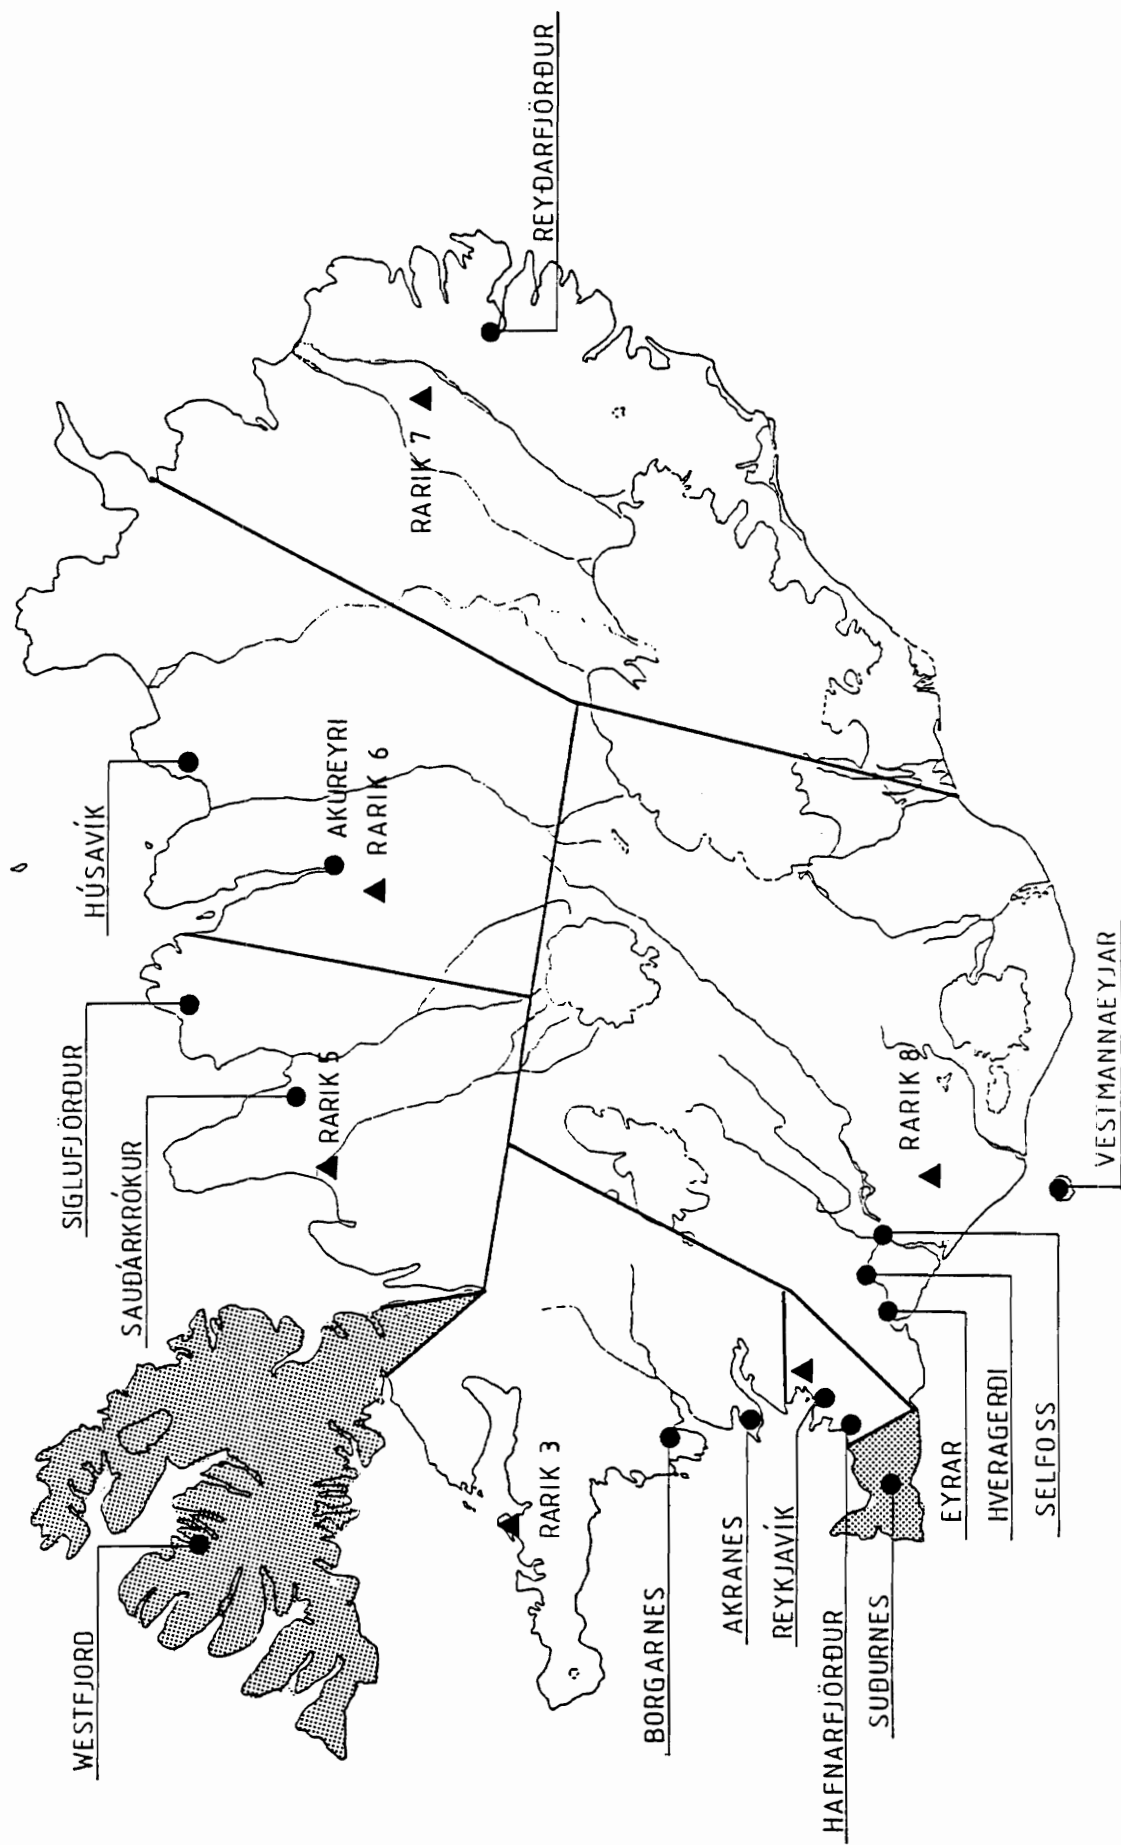 WESTFJORD
SAUÐÁRKRÓKUR
SIGLUFJÖRÐUR
HÚSAVÍK
RARIK 5
AKUREYRI
RARIK 6
RARIK 7
REYÐARFJÖRÐUR
RARIK 3
BORGARNES
AKRANES
REYKJAVÍK
HAFNARFJÖRÐUR
SUÐURNES
EYRAR
HVERAGERÐI
SELFOSS
RARIK 8
VESTMANNAEYJAR